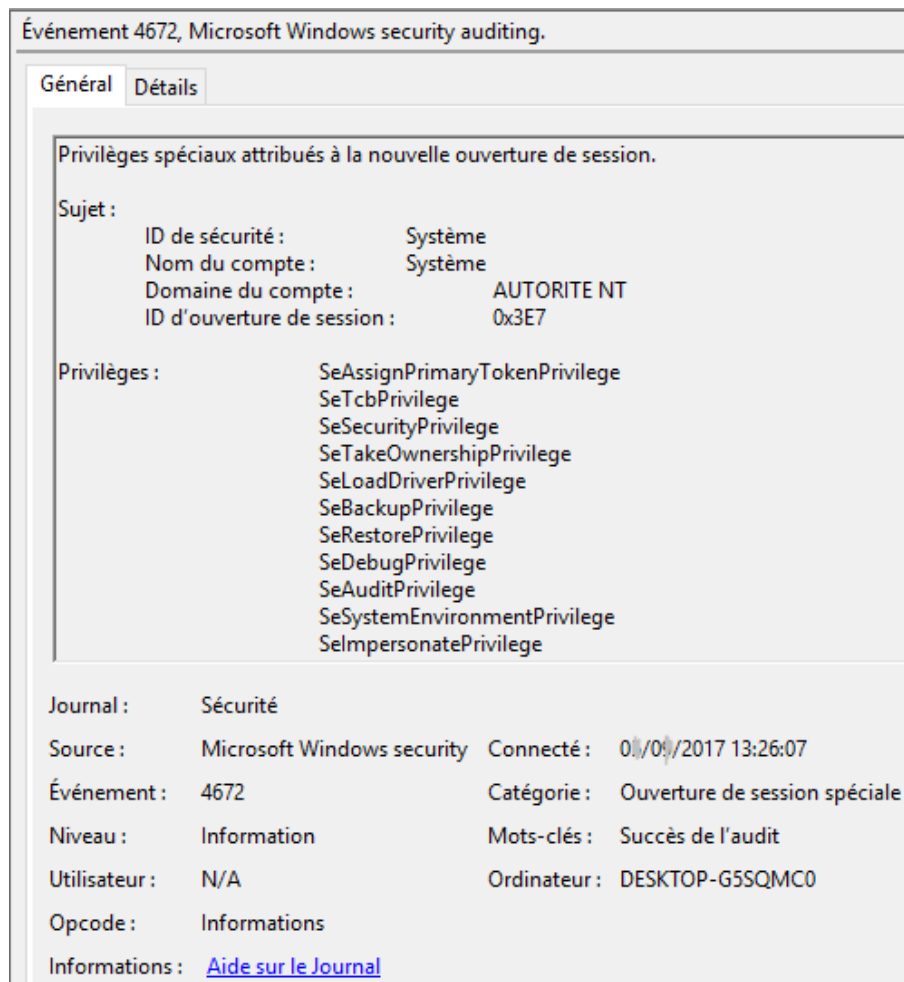 Événement 4672, Microsoft Windows security auditing.
Général Détails
Privilèges spéciaux attribués à la nouvelle ouverture de session.
Sujet :
ID de sécurité : Système
Nom du compte : Système
Domaine du compte : AUTORITE NT
ID d'ouverture de session : 0x3E7
Privilèges : SeAssignPrimaryTokenPrivilege
SeTcbPrivilege
SeSecurityPrivilege
SeTakeOwnershipPrivilege
SeLoadDriverPrivilege
SeBackupPrivilege
SeRestorePrivilege
SeDebugPrivilege
SeAuditPrivilege
SeSystemEnvironmentPrivilege
SeImpersonatePrivilege
Journal : Sécurité
Source : Microsoft Windows security Connecté : 13:26:07
Événement : 4672 Catégorie : Ouverture de session spéciale
Niveau : Information Mots-clés : Succès de l'audit
Utilisateur : N/A Ordinateur : DESKTOP-G5SQMC0
Opcode : Informations
Informations : Aide sur le Journal